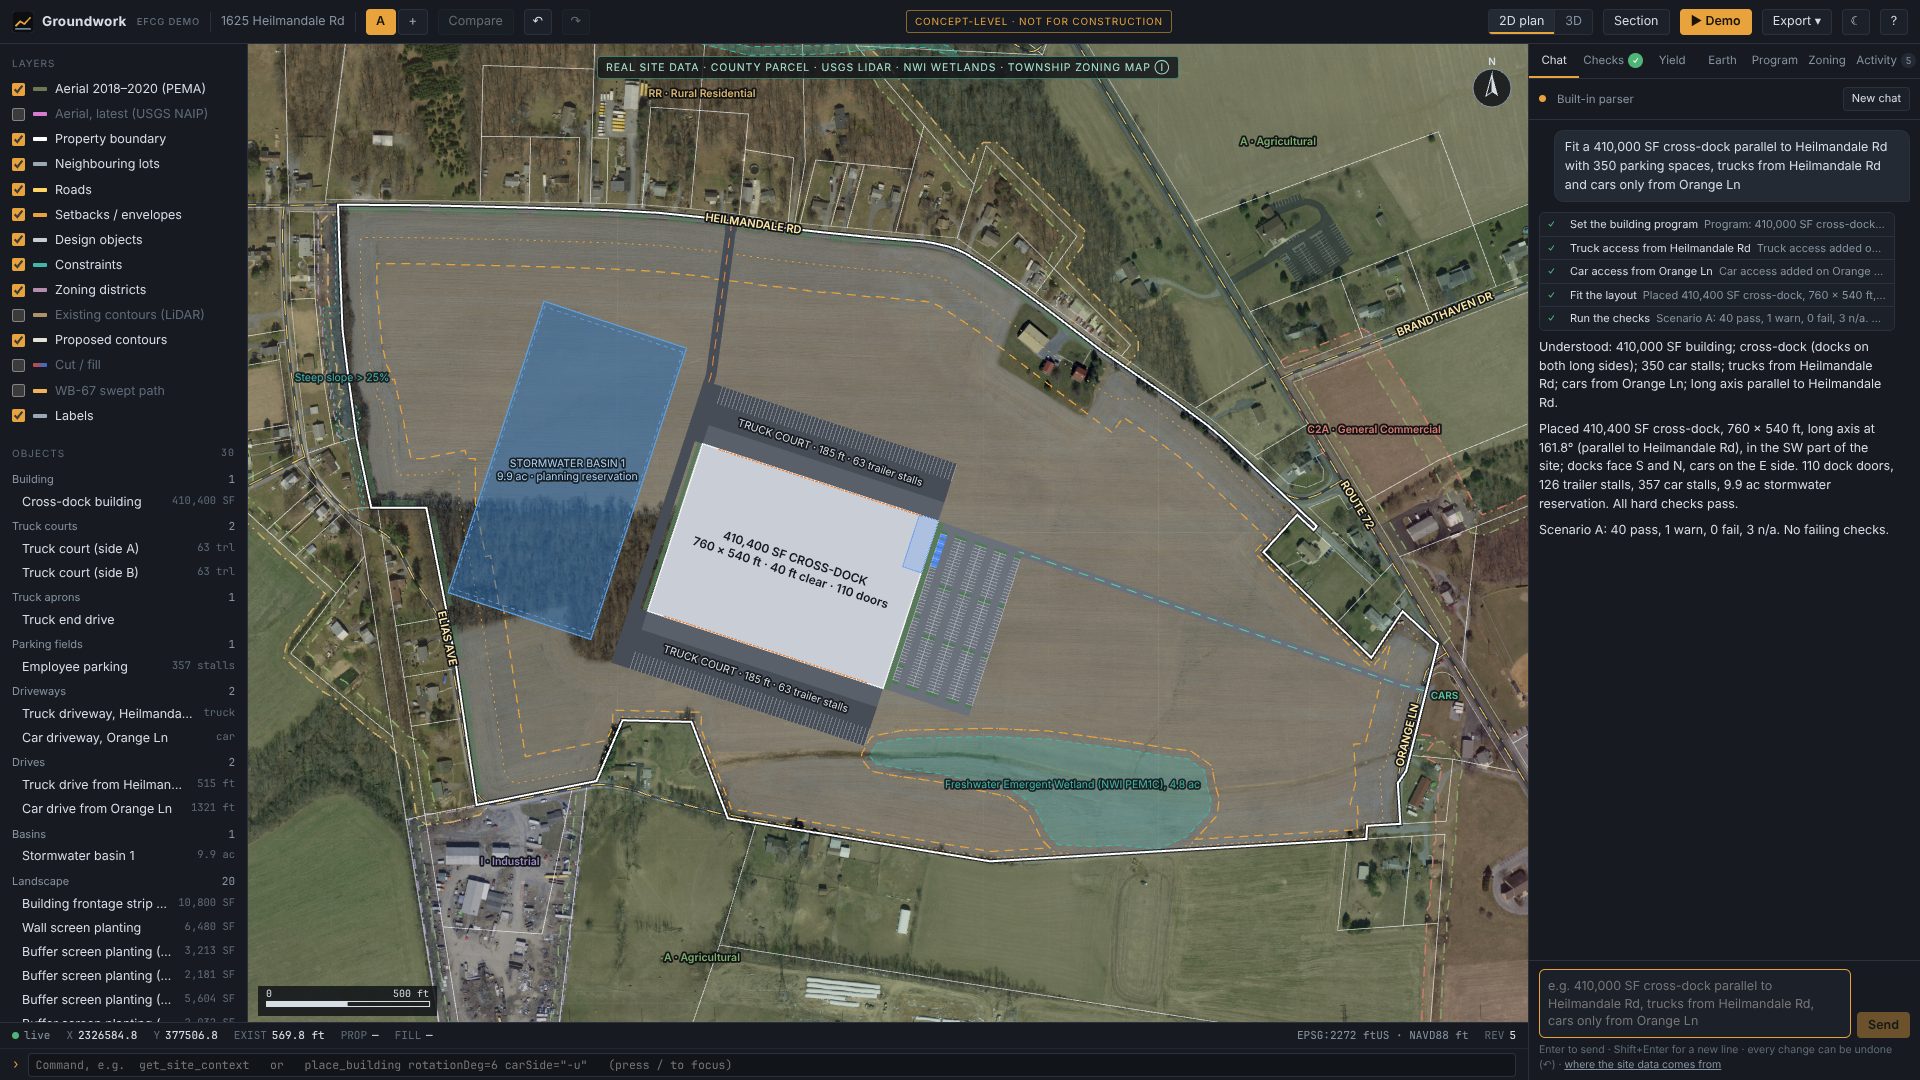 Groundwork EFCG DEMO 1625 Heilmandale Rd A + Compare ↶ ↷
CONCEPT-LEVEL · NOT FOR CONSTRUCTION
2D plan 3D Section ▶ Demo Export ▾ ☾ ?
LAYERS
Aerial 2018–2020 (PEMA)
Aerial, latest (USGS NAIP)
Property boundary
Neighbouring lots
Roads
Setbacks / envelopes
Design objects
Constraints
Zoning districts
Existing contours (LiDAR)
Proposed contours
Cut / fill
WB-67 swept path
Labels
OBJECTS 30
Building 1
Cross-dock building 410,400 SF
Truck courts 2
Truck court (side A) 63 trl
Truck court (side B) 63 trl
Truck aprons 1
Truck end drive
Parking fields 1
Employee parking 357 stalls
Driveways 2
Truck driveway, Heilmanda... truck
Car driveway, Orange Ln car
Drives 2
Truck drive from Heilman... 515 ft
Car drive from Orange Ln 1321 ft
Basins 1
Stormwater basin 1 9.9 ac
Landscape 20
Building frontage strip ... 10,800 SF
Wall screen planting 6,480 SF
Buffer screen planting (... 3,213 SF
Buffer screen planting (... 2,181 SF
Buffer screen planting (... 5,604 SF
REAL SITE DATA · COUNTY PARCEL · USGS LIDAR · NWI WETLANDS · TOWNSHIP ZONING MAP
N
RR · Rural Residential
A · Agricultural
HEILMANDALE RD
BRANDTHAVEN DR
Steep slope > 25%
C2A · General Commercial
TRUCK COURT · 185 ft · 63 trailer stalls
STORMWATER BASIN 1
9.9 ac · planning reservation
ROUTE 72
410,400 SF CROSS-DOCK
760 × 540 ft · 40 ft clear · 110 doors
ELIAS AVE
TRUCK COURT · 185 ft · 63 trailer stalls
CARS
ORANGE LN
Freshwater Emergent Wetland (NWI PEM1C), 4.8 ac
I · Industrial
A · Agricultural
0 500 ft
Chat Checks Yield Earth Program Zoning Activity 5
Built-in parser New chat
Fit a 410,000 SF cross-dock parallel to Heilmandale Rd
with 350 parking spaces, trucks from Heilmandale Rd
and cars only from Orange Ln
✓ Set the building program Program: 410,000 SF cross-dock...
✓ Truck access from Heilmandale Rd Truck access added o...
✓ Car access from Orange Ln Car access added on Orange ...
✓ Fit the layout Placed 410,400 SF cross-dock, 760 × 540 ft,...
✓ Run the checks Scenario A: 40 pass, 1 warn, 0 fail, 3 n/a. ...
Understood: 410,000 SF building; cross-dock (docks on
both long sides); 350 car stalls; trucks from Heilmandale
Rd; cars from Orange Ln; long axis parallel to Heilmandale
Rd.
Placed 410,400 SF cross-dock, 760 × 540 ft, long axis at
161.8° (parallel to Heilmandale Rd), in the SW part of the
site; docks face S and N, cars on the E side. 110 dock doors,
126 trailer stalls, 357 car stalls, 9.9 ac stormwater
reservation. All hard checks pass.
Scenario A: 40 pass, 1 warn, 0 fail, 3 n/a. No failing checks.
e.g. 410,000 SF cross-dock parallel to
Heilmandale Rd, trucks from Heilmandale Rd,
cars only from Orange Ln
Send
Enter to send · Shift+Enter for a new line · every change can be undone
(↶) · where the site data comes from
live X 2326584.8 Y 377506.8 EXIST 569.8 ft PROP — FILL —
EPSG:2272 ftUS · NAVD88 ft REV 5
› Command, e.g. get_site_context or place_building rotationDeg=6 carSide="-u" (press / to focus)